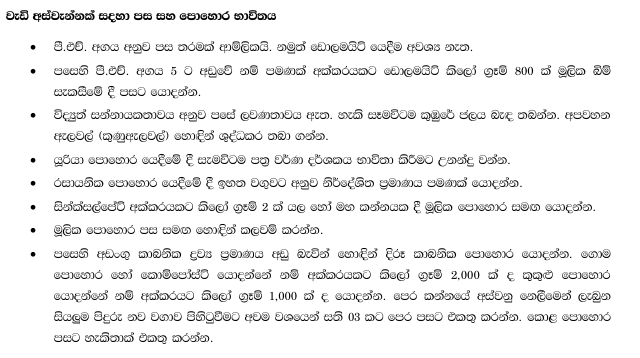 වැඩි අස්වැන්නක් සඳහා පස සහ පොහොර භාවිතය
• පී.එච්. අගය අනුව පස තරමක් ආම්ලිකයි. නමුත් ඩොලමයිට් යෙදීම අවශ්‍ය නැත.
• පසෙහි පී.එච්. අගය 5 ට අඩුවේ නම් පමණක් අක්කරයකට ඩොලමයිට් කිලෝ ග්‍රෑම් 800 ක් මූලික බිම්
සැකසීමේ දී පසට යොදන්න.
• විද්‍යුත් සන්නායකතාවය අනුව පසේ ලවණතාවය ඇත. හැකි සෑමවිටම කුඹුරේ ජලය බැඳ තබන්න. අපවහන
ඇලවල් (කුණුඇලවල්) හොඳින් ශුද්ධකර තබා ගන්න.
• යූරියා පොහොර යෙදීමේ දී සැමවිටම පත්‍ර වර්ණ දර්ශකය භාවිතා කිරීමට උනන්දු වන්න.
• රසායනික පොහොර යෙදීමේ දී ඉහත වගුවට අනුව නිර්දේශිත ප්‍රමාණය පමණක් යොදන්න.
• සින්ක්සල්පේට් අක්කරයකට කිලෝ ග්‍රෑම් 2 ක් යල හෝ මහ කන්නයක දී මූලික පොහොර සමඟ යොදන්න.
• මූලික පොහොර පස සමඟ හොඳින් කලවම් කරන්න.
• පසෙහි අඩංගු කාබනික ද්‍රව්‍ය ප්‍රමාණය අඩු බැවින් හොඳින් දිරූ කාබනික පොහොර යොදන්න. ගොම
පොහොර හෝ කොම්පෝස්ට් යොදන්නේ නම් අක්කරයකට කිලෝ ග්‍රෑම් 2,000 ක් ද කුකුළු පොහොර
යොදන්නේ නම් අක්කරයට කිලෝ ග්‍රෑම් 1,000 ක් ද යොදන්න. පෙර කන්නයේ අස්වනු නෙලීමෙන් ලැබුන
සියලුම පිදුරු නව වගාව පිහිටුවීමට අවම වශයෙන් සති 03 කට පෙර පසට එකතු කරන්න. කොළ පොහොර
පසට හැකිතාක් එකතු කරන්න.